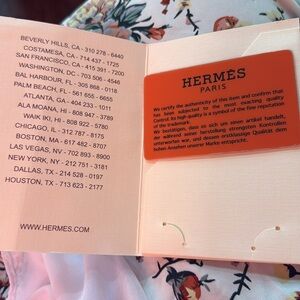 BEVERLY HILLS, CA - 310 278 - 6440
COSTAMESA, CA - 714 437 - 1725
SAN FRANCISCO, CA - 415 391 - 7200
WASHINGTON, DC - 703 506 - 4546
BAL HARBOUR, FL - 305 868 - 0118
PALM BEACH, FL - 561 655 - 6655
ATLANTA, GA - 404 233 - 1011
ALA MOANA, HI - 808 947 - 3789
WAIK IKI, HI - 808 922 - 5780
CHICAGO, IL - 312 787 - 8175
BOSTON, MA - 617 482 - 8707
LAS VEGAS, NV - 702 893 - 8900
NEW YORK, NY - 212 751 - 3181
DALLAS, TX - 214 528 - 0197
HOUSTON, TX - 713 623 - 2177
WWW.HERMES.COM
HERMÈS
PARIS
We certify the authenticity of this item and confirm that
has been subjected to the most exacting quality
Control. Its high-quality is a symbol of the fine reputation
of the trademark.
Wir bestätigen, dass es sich um einen artikel handelt,
der während seiner herstellung strengsten Kontrollen
unterworfen war, und dessen erstklassige Qualität dem
hohen Ansehen unserer Marke entspricht.